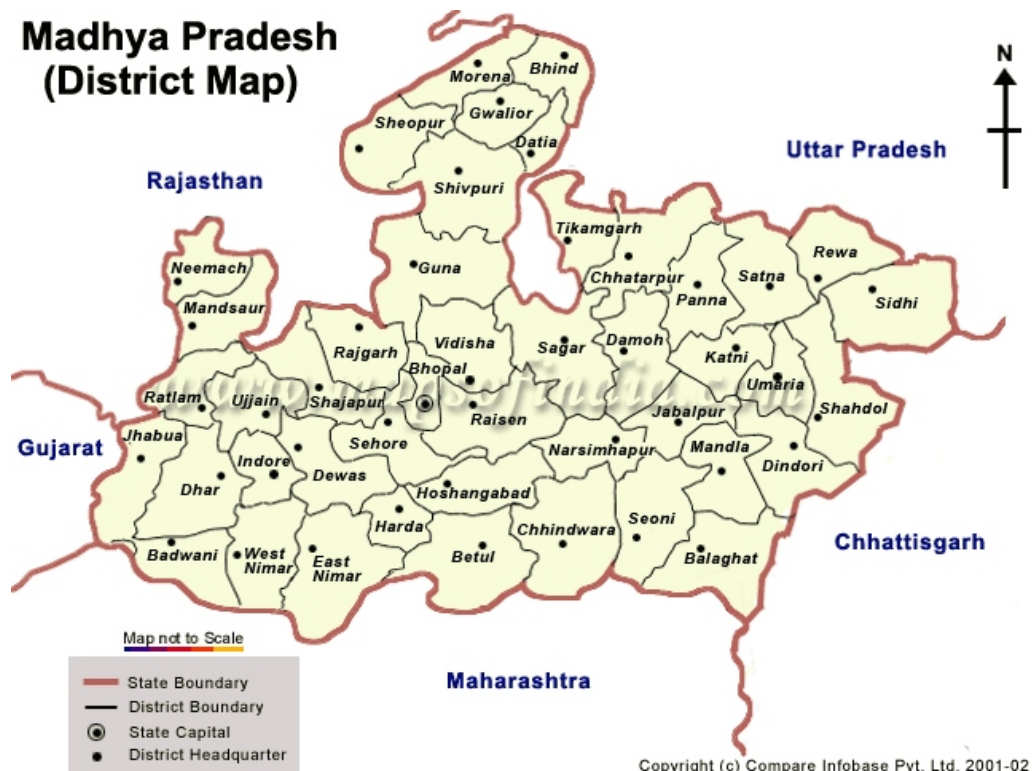 Madhya Pradesh
(District Map)
N
Morena
Bhind
Gwalior
Sheopur
Datia
Uttar Pradesh
Rajasthan
Shivpuri
Tikamgarh
Rewa
Neemach
Guna
Chhatarpur
Satna
Panna
Sidhi
Mandsaur
Rajgarh
Vidisha
Sagar
Damoh
Katni
Bhopal
Umaria
www.mapsofindia.com
Ratlam
Ujjain
Shajapur
Raisen
Jabalpur
Shahdol
Gujarat
Jhabua
Sehore
Narsimhapur
Mandla
Indore
Dewas
Dindori
Dhar
Hoshangabad
Harda
Chhindwara
Seoni
Chhattisgarh
Badwani
West
Nimar
East
Nimar
Betul
Balaghat
Map not to Scale
Maharashtra
State Boundary
District Boundary
State Capital
District Headquarter
Copyright (c) Compare Infobase Pvt. Ltd. 2001-02